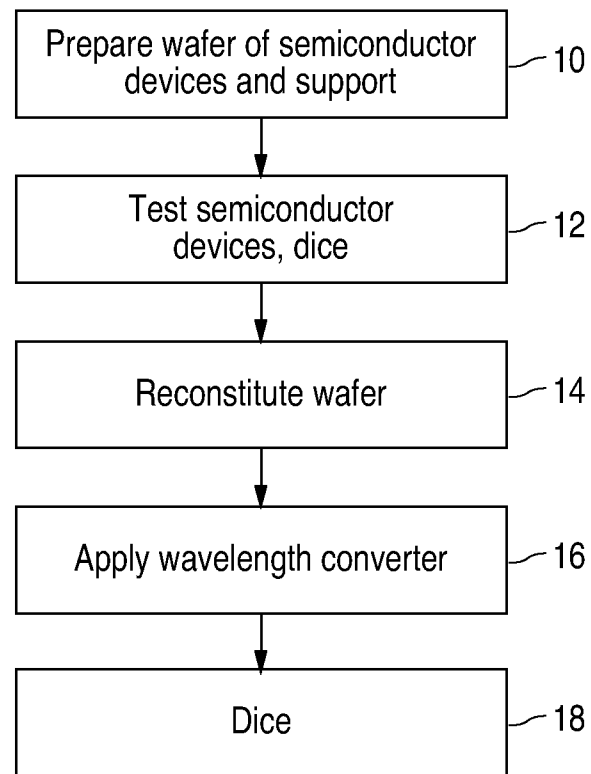 Prepare wafer of semiconductor
devices and support
10
Test semiconductor
devices, dice
12
Reconstitute wafer
14
Apply wavelength converter
16
Dice
18